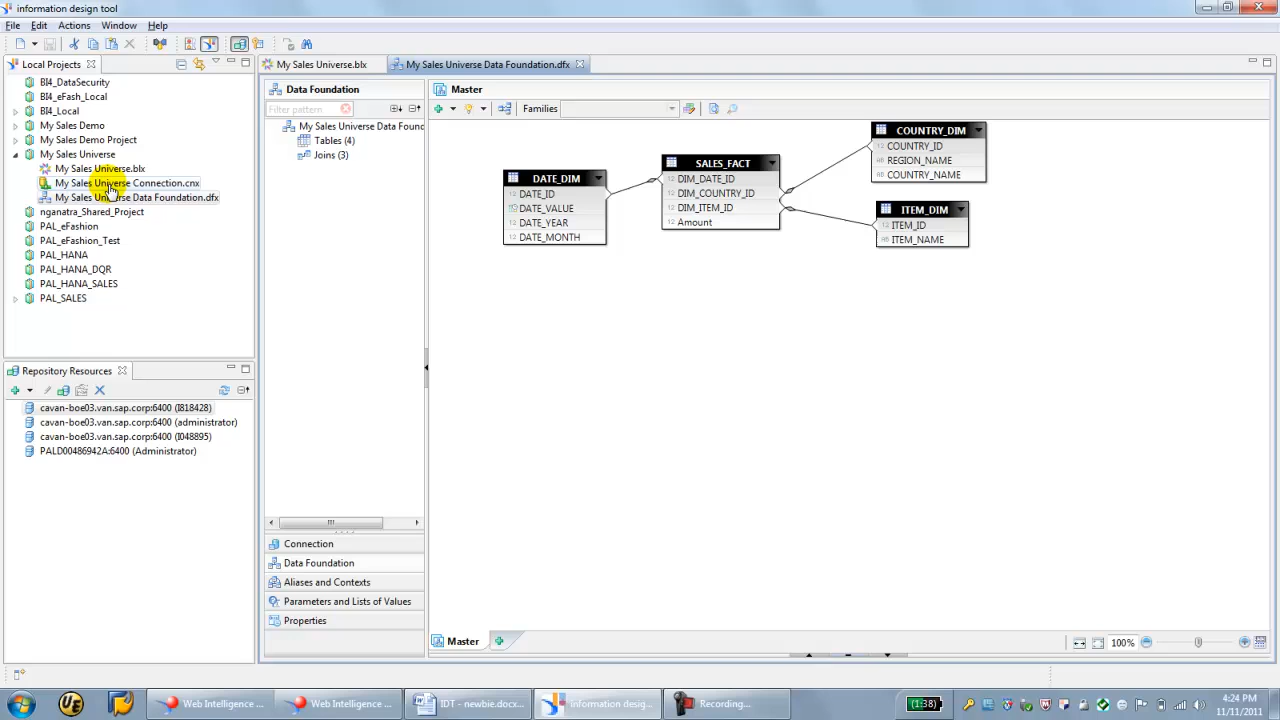 information design tool
File Edit Actions Window Help
Local Projects
BI4_DataSecurity
BI4_eFash_Local
BI4_Local
My Sales Demo
My Sales Demo Project
My Sales Universe
My Sales Universe.blx
My Sales Universe Connection.cnx
My Sales Universe Data Foundation.dfx
nganatra_Shared_Project
PAL_eFashion
PAL_eFashion_Test
PAL_HANA
PAL_HANA_DQR
PAL_HANA_SALES
PAL_SALES
Repository Resources
cavan-boe03.van.sap.corp:6400 (I818428)
cavan-boe03.van.sap.corp:6400 (administrator)
cavan-boe03.van.sap.corp:6400 (I048895)
PALD00486942A:6400 (Administrator)
My Sales Universe.blx
My Sales Universe Data Foundation.dfx
Data Foundation
Filter pattern
My Sales Universe Data Found
Tables (4)
Joins (3)
Connection
Data Foundation
Aliases and Contexts
Parameters and Lists of Values
Properties
Master
Families
DATE_DIM
DATE_ID
DATE_VALUE
DATE_YEAR
DATE_MONTH
SALES_FACT
DIM_DATE_ID
DIM_COUNTRY_ID
DIM_ITEM_ID
Amount
COUNTRY_DIM
COUNTRY_ID
REGION_NAME
COUNTRY_NAME
ITEM_DIM
ITEM_ID
ITEM_NAME
Master
100%
Web Intelligence ...
Web Intelligence ...
IDT - newbie.docx...
information desig...
Recording...
(1:38)
4:24 PM
11/11/2011